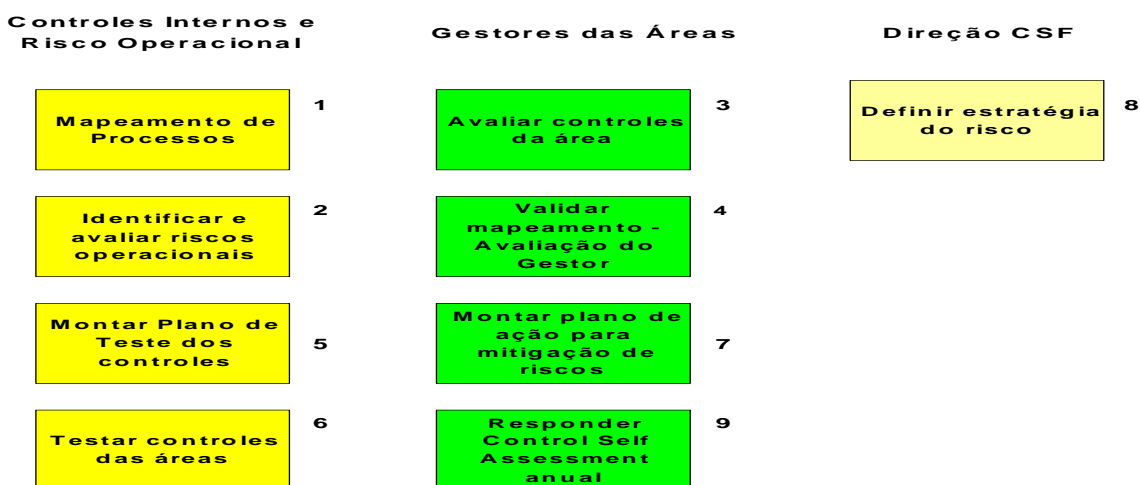 Controles Internos e
Risco Operacional
Mapeamento de
Processos
1
Identificar e
avaliar riscos
operacionais
2
Montar Plano de
Teste dos
controles
5
Testar controles
das áreas
6
Gestores das Áreas
Avaliar controles
da área
3
Validar
mapeamento -
Avaliação do
Gestor
4
Montar plano de
ação para
mitigação de
riscos
7
Responder
Control Self
Assessment
anual
9
Direção CSF
Definir estratégia
do risco
8